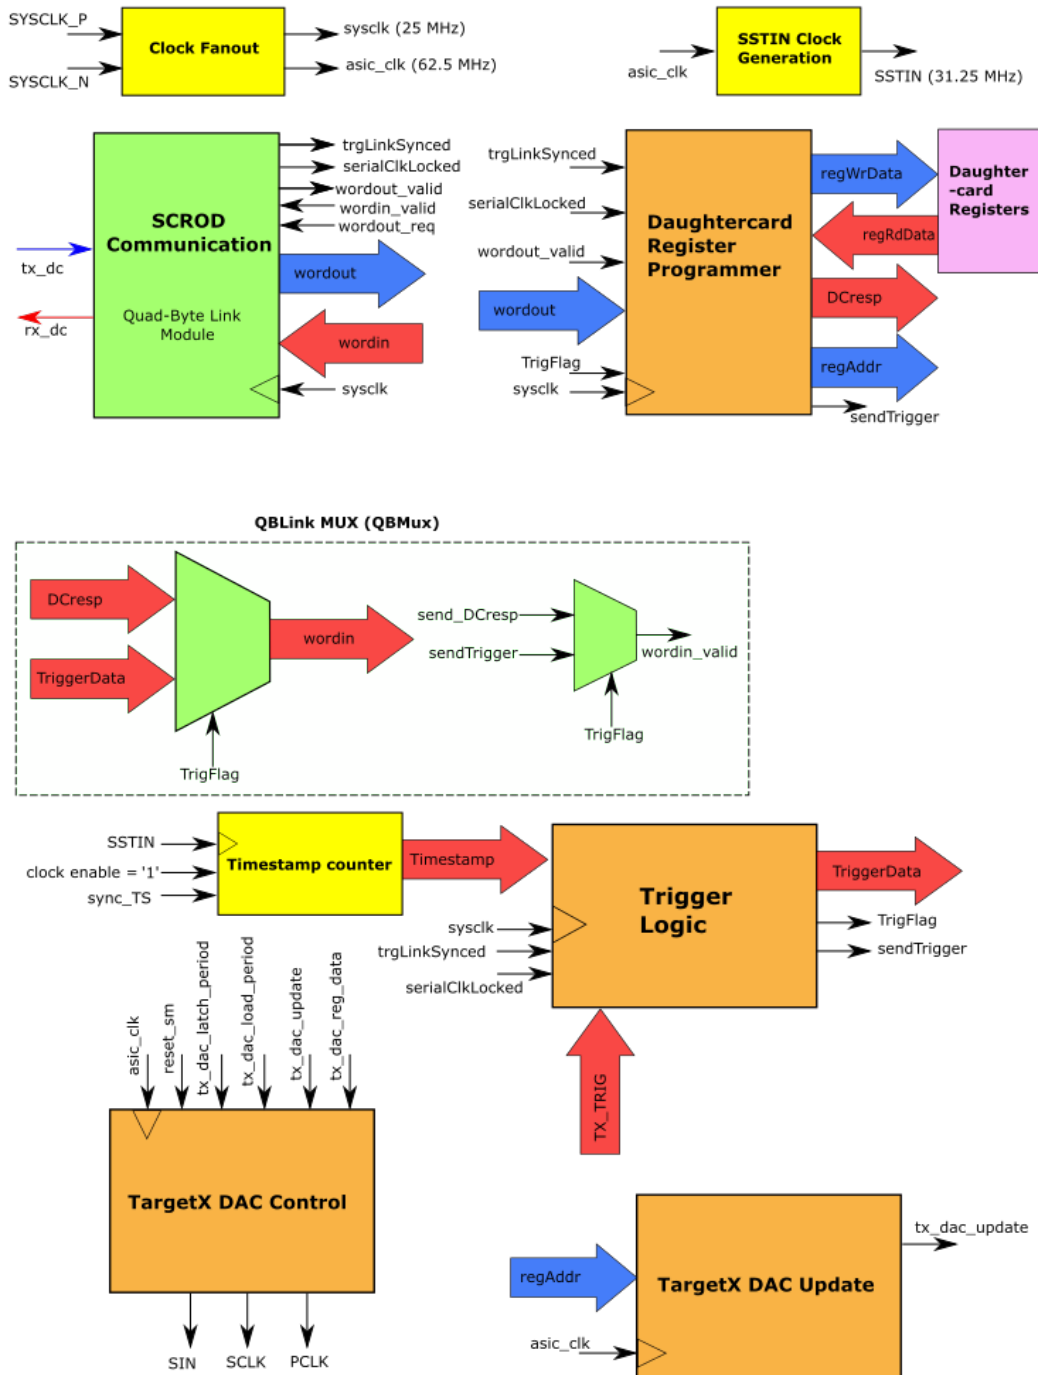 SYSCLK_P
SYSCLK_N
Clock Fanout
sysclk (25 MHz)
asic_clk (62.5 MHz)
asic_clk
SSTIN Clock
Generation
SSTIN (31.25 MHz)
tx_dc
rx_dc
SCROD
Communication
Quad-Byte Link
Module
trgLinkSynced
serialClkLocked
wordout_valid
wordin_valid
wordout_req
wordout
wordin
sysclk
trgLinkSynced
serialClkLocked
wordout_valid
wordout
TrigFlag
sysclk
Daughtercard
Register
Programmer
regWrData
regRdData
DCresp
regAddr
sendTrigger
Daughter
-card
Registers
QBLink MUX (QBMux)
DCresp
TriggerData
wordin
TrigFlag
send_DCresp
sendTrigger
wordin_valid
TrigFlag
SSTIN
clock enable = '1'
sync_TS
Timestamp counter
Timestamp
sysclk
trgLinkSynced
serialClkLocked
Trigger
Logic
TriggerData
TrigFlag
sendTrigger
TX_TRIG
asic_clk
reset_sm
tx_dac_latch_period
tx_dac_load_period
tx_dac_update
tx_dac_reg_data
TargetX DAC Control
SIN
SCLK
PCLK
regAddr
asic_clk
TargetX DAC Update
tx_dac_update